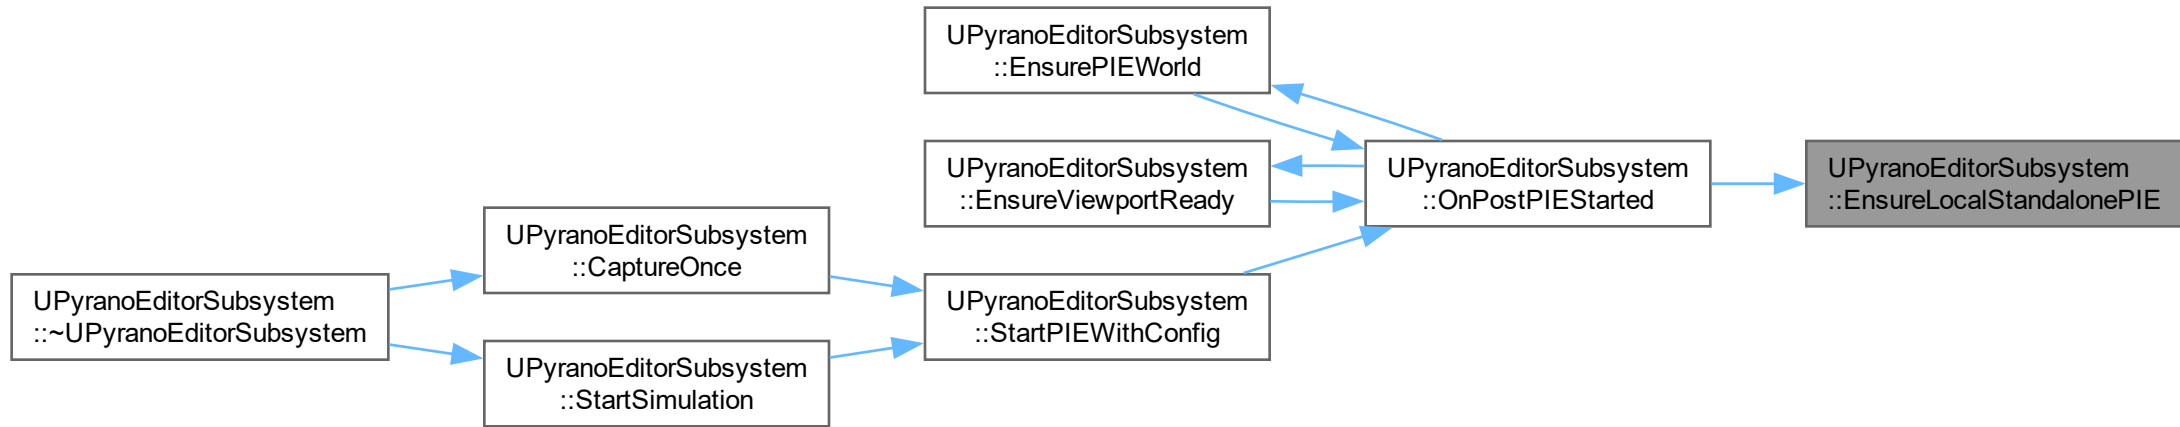 UPyranoEditorSubsystem
::EnsurePIEWorld
UPyranoEditorSubsystem
::EnsureViewportReady
UPyranoEditorSubsystem
::OnPostPIEStarted
UPyranoEditorSubsystem
::EnsureLocalStandalonePIE
UPyranoEditorSubsystem
::CaptureOnce
UPyranoEditorSubsystem
::~UPyranoEditorSubsystem
UPyranoEditorSubsystem
::StartPIEWithConfig
UPyranoEditorSubsystem
::StartSimulation